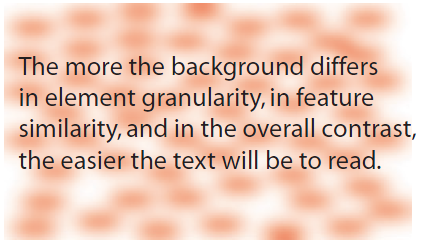 The more the background differs
in element granularity, in feature
similarity, and in the overall contrast,
the easier the text will be to read.